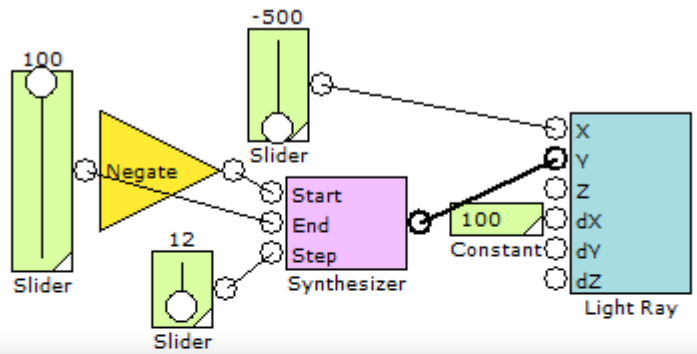 -500
100
Slider
X
Negate
Y
Z
Start
100
dX
End
12
Constant
dY
Step
dZ
Slider
Synthesizer
Light Ray
Slider